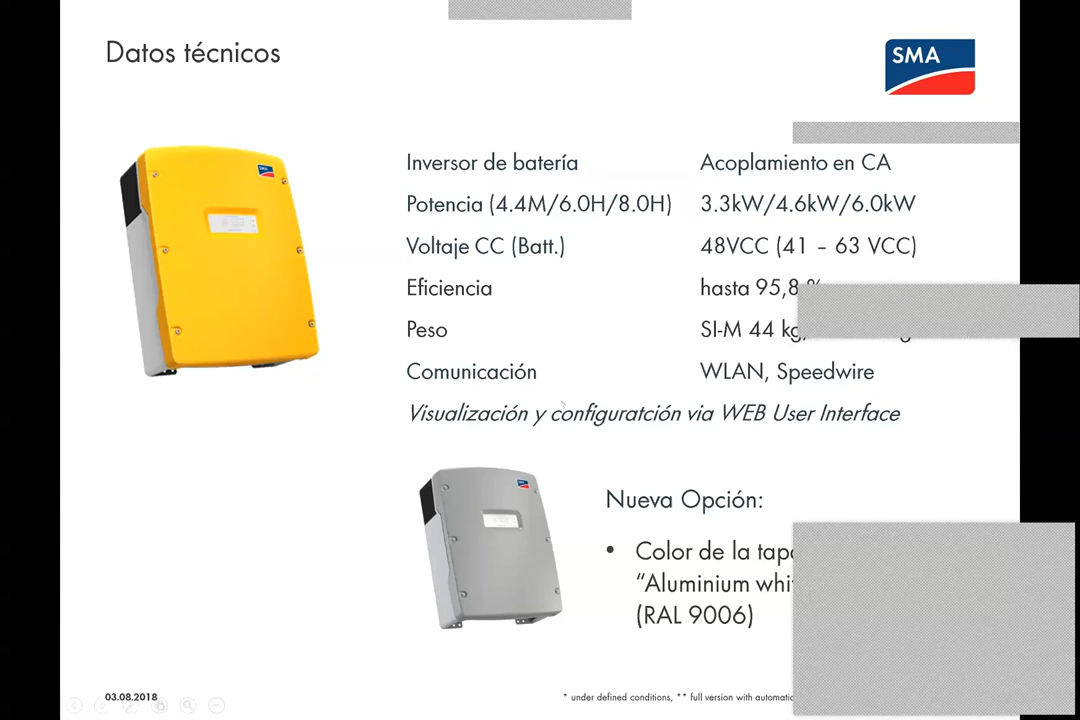 Datos técnicos
SMA
SMA
Inversor de batería Acoplamiento en CA
Potencia (4.4M/6.0H/8.0H) 3.3kW/4.6kW/6.0kW
Voltaje CC (Batt.) 48VCC (41 – 63 VCC)
Eficiencia hasta 95,8 %
Peso SI-M 44 kg,
Comunicación WLAN, Speedwire
Visualización y configuratción via WEB User Interface
SMA
Nueva Opción:
• Color de la
“Aluminium
(RAL 9006)
03.08.2018
* under defined conditions, ** full version with